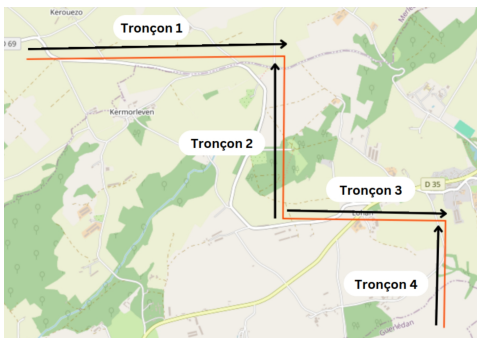 Kerouezo
Tronçon 1
D 69
Kermorleven
Tronçon 2
Tronçon 3
D 35
Tronçon 4